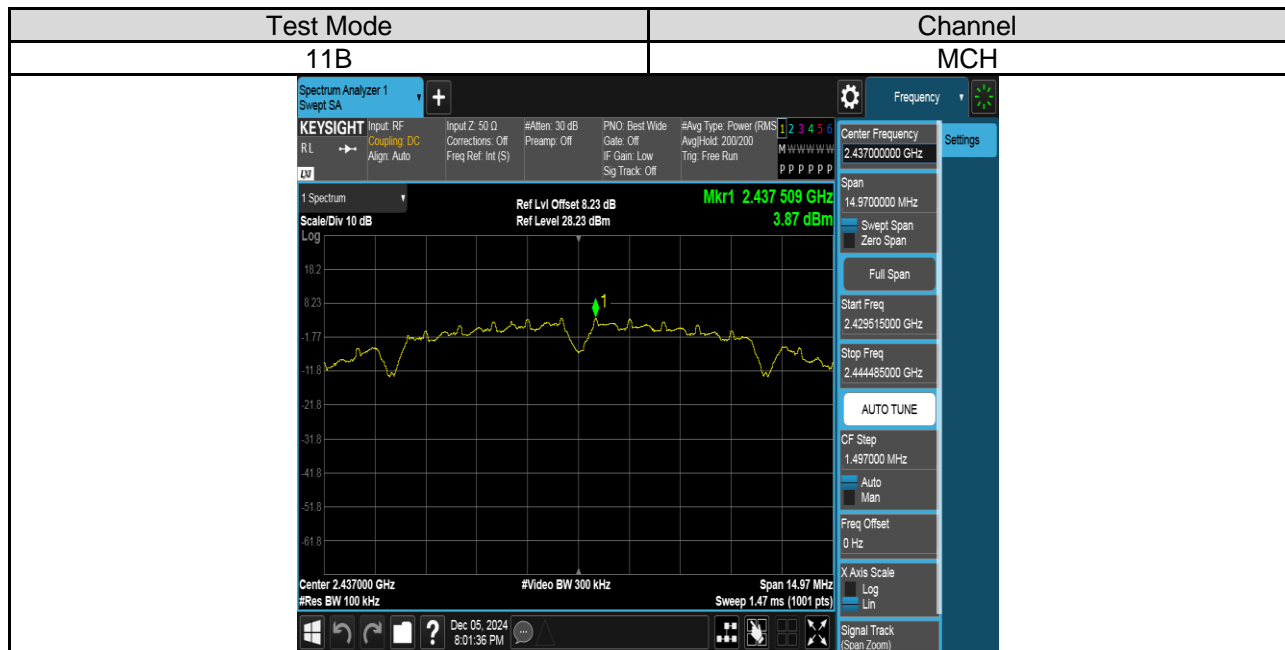 Test Mode Channel
11B MCH
Spectrum Analyzer 1
Swept SA
+
Frequency
KEYSIGHT
RL
LXI
Input: RF
Coupling: DC
Align: Auto
Input Z: 50 Ω
Corrections: Off
Freq Ref: Int (S)
#Atten: 30 dB
Preamp: Off
PNO: Best Wide
Gate: Off
IF Gain: Low
Sig Track: Off
#Avg Type: Power (RMS
Avg|Hold: 200/200
Trig: Free Run
1 2 3 4 5 6
M W W W W W
P P P P P P
1 Spectrum
Scale/Div 10 dB
Ref Lvl Offset 8.23 dB
Ref Level 28.23 dBm
Mkr1 2.437 509 GHz
3.87 dBm
Log
18.2
8.23
-1.77
-11.8
-21.8
-31.8
-41.8
-51.8
-61.8
1
Center 2.437000 GHz
#Res BW 100 kHz
#Video BW 300 kHz
Span 14.97 MHz
Sweep 1.47 ms (1001 pts)
Center Frequency
2.437000000 GHz
Settings
Span
14.9700000 MHz
Swept Span
Zero Span
Full Span
Start Freq
2.429515000 GHz
Stop Freq
2.444485000 GHz
AUTO TUNE
CF Step
1.497000 MHz
Auto
Man
Freq Offset
0 Hz
X Axis Scale
Log
Lin
Signal Track
(Span Zoom)
?
Dec 05, 2024
8:01:36 PM